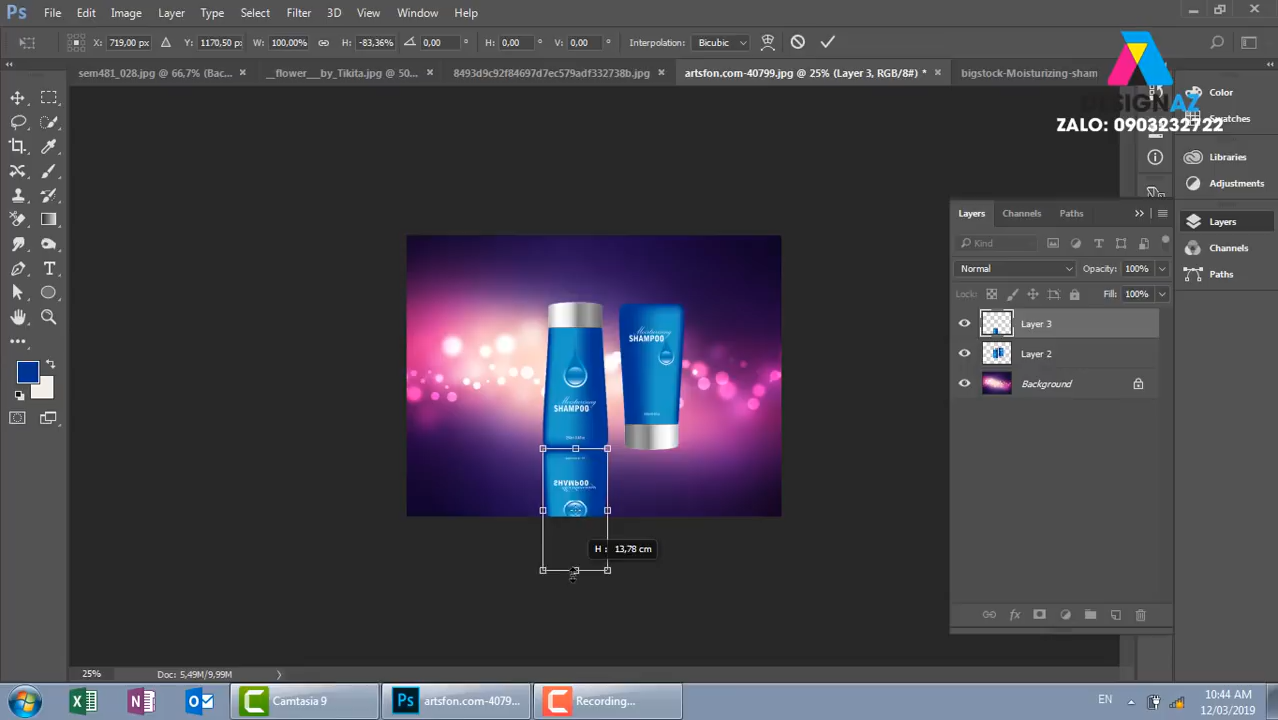 Ps File Edit Image Layer Type Select Filter 3D View Window Help
X: 719,00 px Y: 1170,50 px W: 100,00% H: -83,36% 0,00 ° H: 0,00 ° V: 0,00 ° Interpolation: Bicubic
sem481_028.jpg @ 66,7% (Bac... × __flower__by_Tikita.jpg @ 50... × 8493d9c92f84697d7ec579adf332738b.jpg × artsfon.com-40799.jpg @ 25% (Layer 3, RGB/8#) * × bigstock-Moisturizing-sham
DESIGNAZ
ZALO: 0903232722
Color
Swatches
Libraries
Adjustments
Layers
Channels
Paths
Layers Channels Paths
Kind
Normal Opacity: 100%
Lock: Fill: 100%
Layer 3
Layer 2
Background
Moisturizing
SHAMPOO
Moisturizing
SHAMPOO
SHAMPOO
H : 13,78 cm
25% Doc: 5,49M/9,99M
Camtasia 9
Ps artsfon.com-4079...
Recording...
EN
10:44 AM
12/03/2019